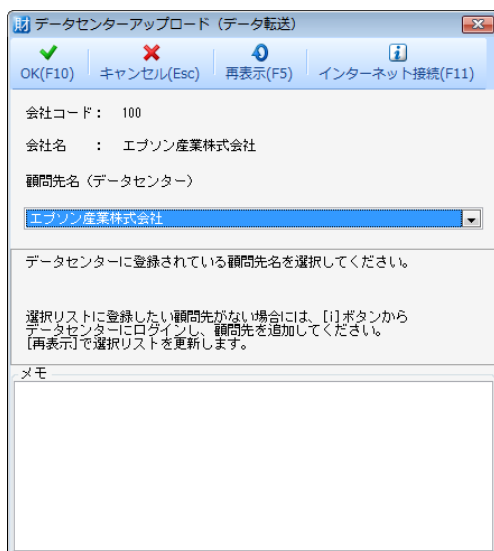 財 データセンターアップロード（データ転送）
OK(F10) キャンセル(Esc) 再表示(F5) インターネット接続(F11)
会社コード： 100
会社名 ： エプソン産業株式会社
顧問先名（データセンター）
エプソン産業株式会社
データセンターに登録されている顧問先名を選択してください。
選択リストに登録したい顧問先がない場合には、[i]ボタンから
データセンターにログインし、顧問先を追加してください。
[再表示]で選択リストを更新します。
メモ